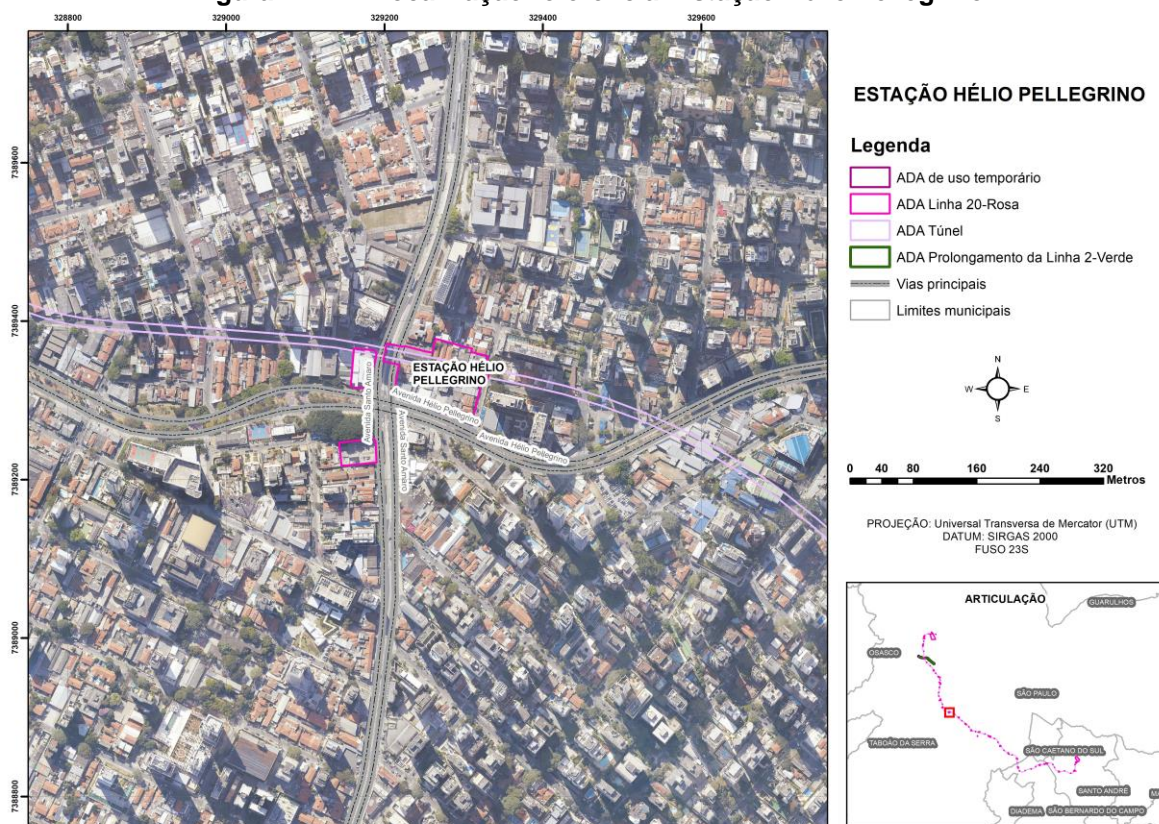 328800
329000
329200
329400
329600
7389600
7389400
7389200
7389000
7388800
ESTAÇÃO HÉLIO
PELLEGRINO
Avenida Santo Amaro
Avenida Santo Amaro
Avenida Hélio Pellegrino
Avenida Hélio Pellegrino
ESTAÇÃO HÉLIO PELLEGRINO
Legenda
ADA de uso temporário
ADA Linha 20-Rosa
ADA Túnel
ADA Prolongamento da Linha 2-Verde
Vias principais
Limites municipais
N
W E
S
0 40 80 160 240 320
Metros
PROJEÇÃO: Universal Transversa de Mercator (UTM)
DATUM: SIRGAS 2000
FUSO 23S
ARTICULAÇÃO
GUARULHOS
OSASCO
SÃO PAULO
TABOÃO DA SERRA
SÃO CAETANO DO SUL
SANTO ANDRÉ
DIADEMA
SÃO BERNARDO DO CAMPO